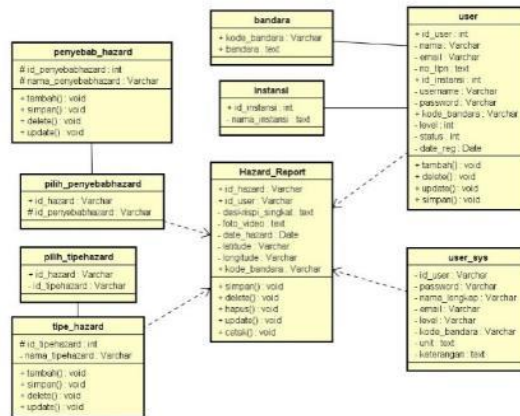 penyebab_hazard
# id_penyebabhazard : int
# nama_penyebabhazard : Varchar
+ tambah() : void
+ simpan() : void
+ delete() : void
+ update() : void
pilih_penyebabhazard
+ id_hazard : Varchar
# id_penyebabhazard : Varchar
pilih_tipehazard
+ id_hazard : Varchar
- id_tipehazard : Varchar
tipe_hazard
# id_tipehazard : int
- nama_tipehazard : Varchar
+ tambah() : void
+ simpan() : void
+ delete() : void
+ update() : void
bandara
+ kode_bandara : Varchar
+ bandara : text
instansi
+ id_instansi : int
- nama_instansi : text
Hazard_Report
+ id_hazard : Varchar
+ id_user : Varchar
- deskripsi_singkat : text
- foto_video : text
- date_hazard : Date
- latitude : Varchar
- longitude : Varchar
+ kode_bandara : Varchar
+ simpan() : void
+ delete() : void
+ hapus() : void
+ update() : void
+ cetak() : void
user
+ id_user : int
- nama : Varchar
- email : Varchar
- no_tlpn : text
+ id_instansi : int
- username : Varchar
- password : Varchar
+ kode_bandara : Varchar
- level : int
- status : int
- date_reg : Date
+ tambah() : void
+ delete() : void
+ update() : void
+ simpan() : void
user_sys
- id_user : Varchar
- password : Varchar
- nama_lengkap : Varchar
- email : Varchar
- level : Varchar
- kode_bandara : Varchar
- unit : text
- keterangan : text